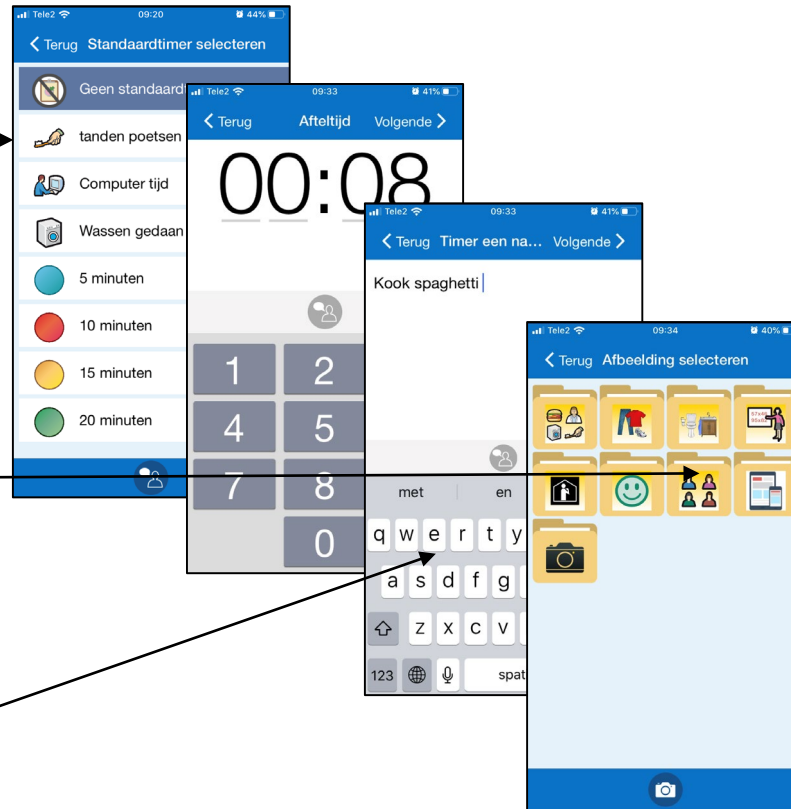 Tele2 09:20 44%
Terug Standaardtimer selecteren
Geen standaard
tanden poetsen
Computer tijd
Wassen gedaan
5 minuten
10 minuten
15 minuten
20 minuten
Tele2 09:33 41%
Terug Afteltijd Volgende
00:08
1 2
4 5
7 8
0
Tele2 09:33 41%
Terug Timer een na... Volgende
Kook spaghetti
met en
q w e r t y
a s d f g
z x c v
123 spat
Tele2 09:34 40%
Terug Afbeelding selecteren